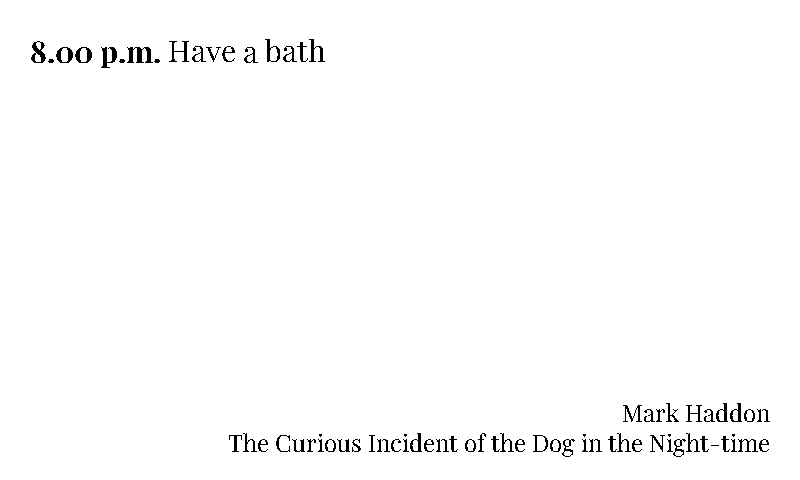 8.00 p.m. Have a bath
Mark Haddon
The Curious Incident of the Dog in the Night-time